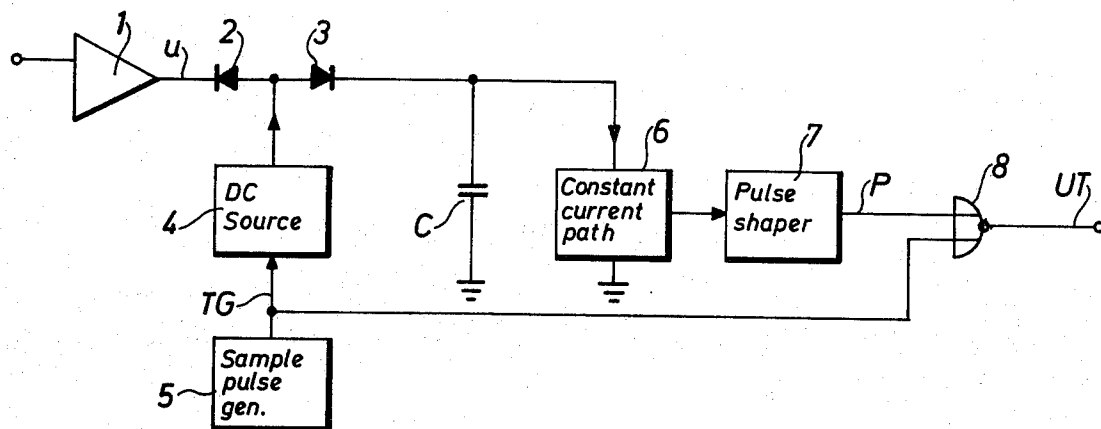 1
u
2
3
DC
Source
4
C
6
Constant
current
path
7
Pulse
shaper
P
8
UT
TG
Sample
pulse
gen.
5